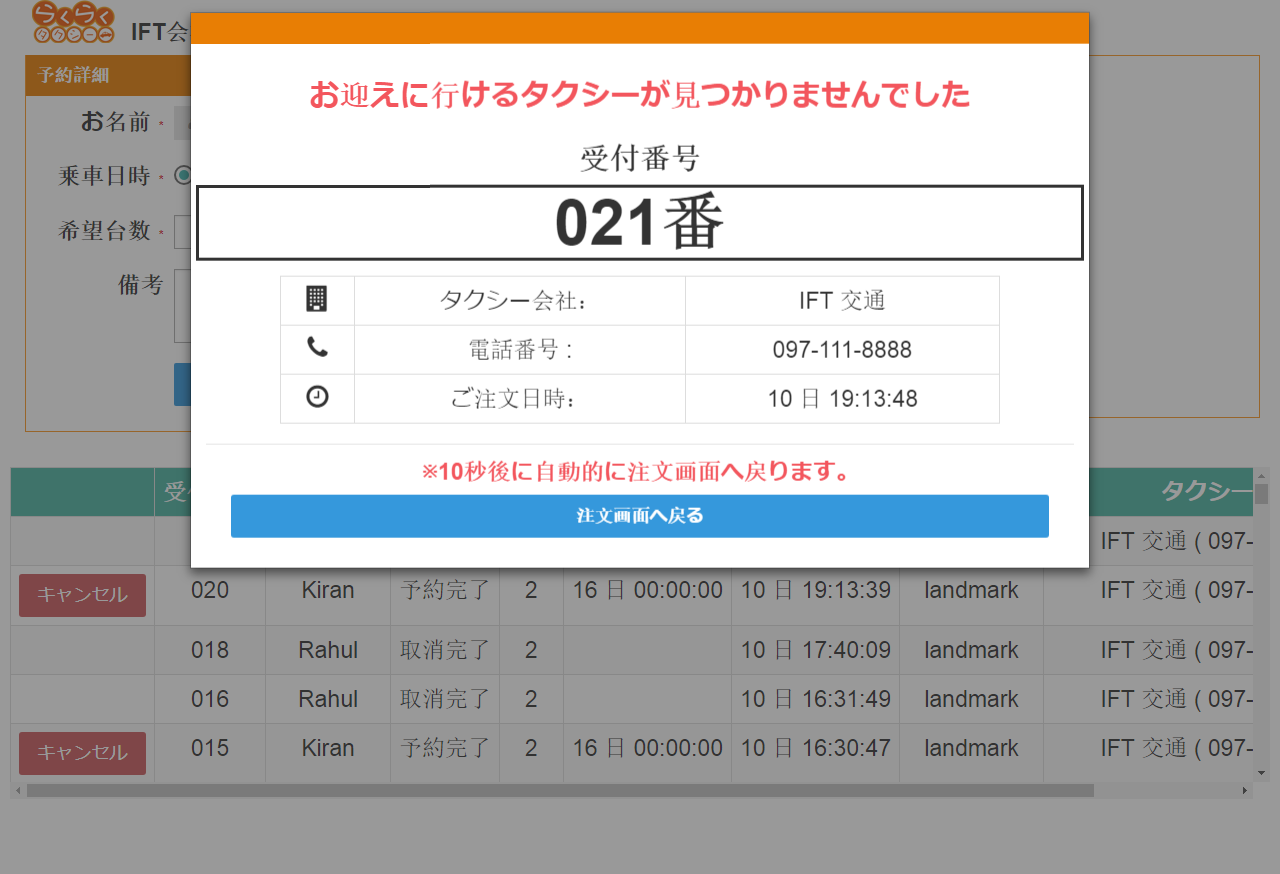 らくらく
タクシー
IFT会
予約詳細
お名前 *
乗車日時 *
希望台数 *
備考
お迎えに行けるタクシーが見つかりませんでした
受付番号
021番
タクシー会社： IFT 交通
電話番号： 097-111-8888
ご注文日時： 10 日 19:13:48
※10秒後に自動的に注文画面へ戻ります。
注文画面へ戻る
受 タクシー
IFT 交通 ( 097-
キャンセル 020 Kiran 予約完了 2 16 日 00:00:00 10 日 19:13:39 landmark IFT 交通 ( 097-
018 Rahul 取消完了 2 10 日 17:40:09 landmark IFT 交通 ( 097-
016 Rahul 取消完了 2 10 日 16:31:49 landmark IFT 交通 ( 097-
キャンセル 015 Kiran 予約完了 2 16 日 00:00:00 10 日 16:30:47 landmark IFT 交通 ( 097-